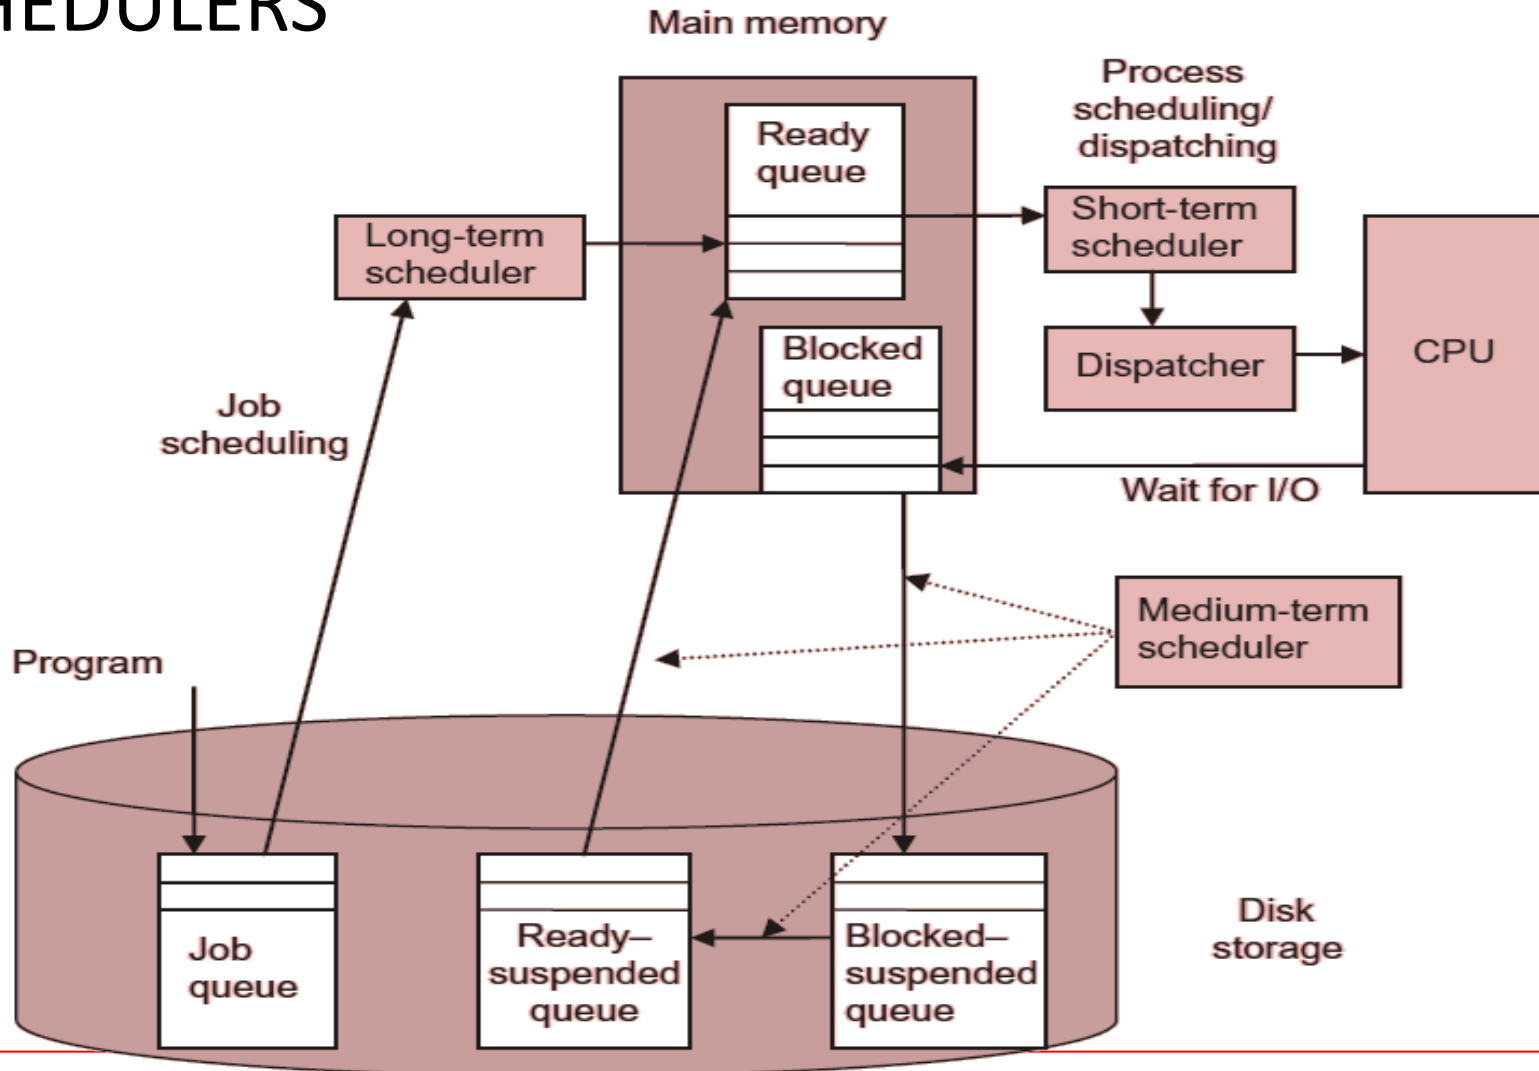 HEDULERS
Main memory
Process
scheduling/
dispatching
Ready
queue
Short-term
scheduler
Long-term
scheduler
Blocked
queue
Dispatcher
CPU
Job
scheduling
Wait for I/O
Medium-term
scheduler
Program
Job
queue
Ready–
suspended
queue
Blocked–
suspended
queue
Disk
storage